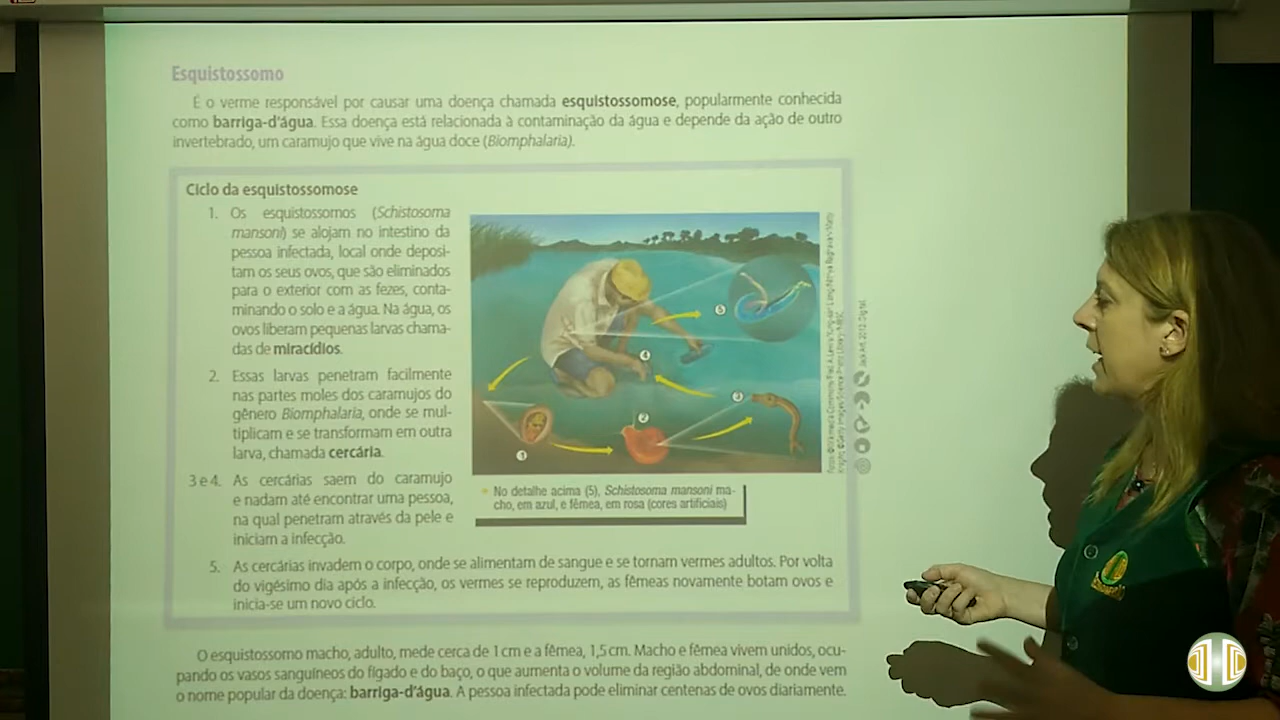 Esquistossomo
É o verme responsável por causar uma doença chamada esquistossomose, popularmente conhecida
como barriga-d'água. Essa doença está relacionada à contaminação da água e depende da ação de outro
invertebrado, um caramujo que vive na água doce (Biomphalaria).
Ciclo da esquistossomose
1. Os esquistossomos (Schistosoma
mansoni) se alojam no intestino da
pessoa infectada, local onde deposi-
tam os seus ovos, que são eliminados
para o exterior com as fezes, conta-
minando o solo e a água. Na água, os
ovos liberam pequenas larvas chama-
das de miracídios.
2. Essas larvas penetram facilmente
nas partes moles dos caramujos do
gênero Biomphalaria, onde se mul-
tiplicam e se transformam em outra
larva, chamada cercária.
3 e 4. As cercárias saem do caramujo
e nadam até encontrar uma pessoa,
na qual penetram através da pele e
iniciam a infecção.
5. As cercárias invadem o corpo, onde se alimentam de sangue e se tornam vermes adultos. Por volta
do vigésimo dia após a infecção, os vermes se reproduzem, as fêmeas novamente botam ovos e
inicia-se um novo ciclo.
5
4
3
2
1
No detalhe acima (5), Schistosoma mansoni ma-
cho, em azul, e fêmea, em rosa (cores artificiais)
O esquistossomo macho, adulto, mede cerca de 1 cm e a fêmea, 1,5 cm. Macho e fêmea vivem unidos, ocu-
pando os vasos sanguíneos do fígado e do baço, o que aumenta o volume da região abdominal, de onde vem
o nome popular da doença: barriga-d'água. A pessoa infectada pode eliminar centenas de ovos diariamente.